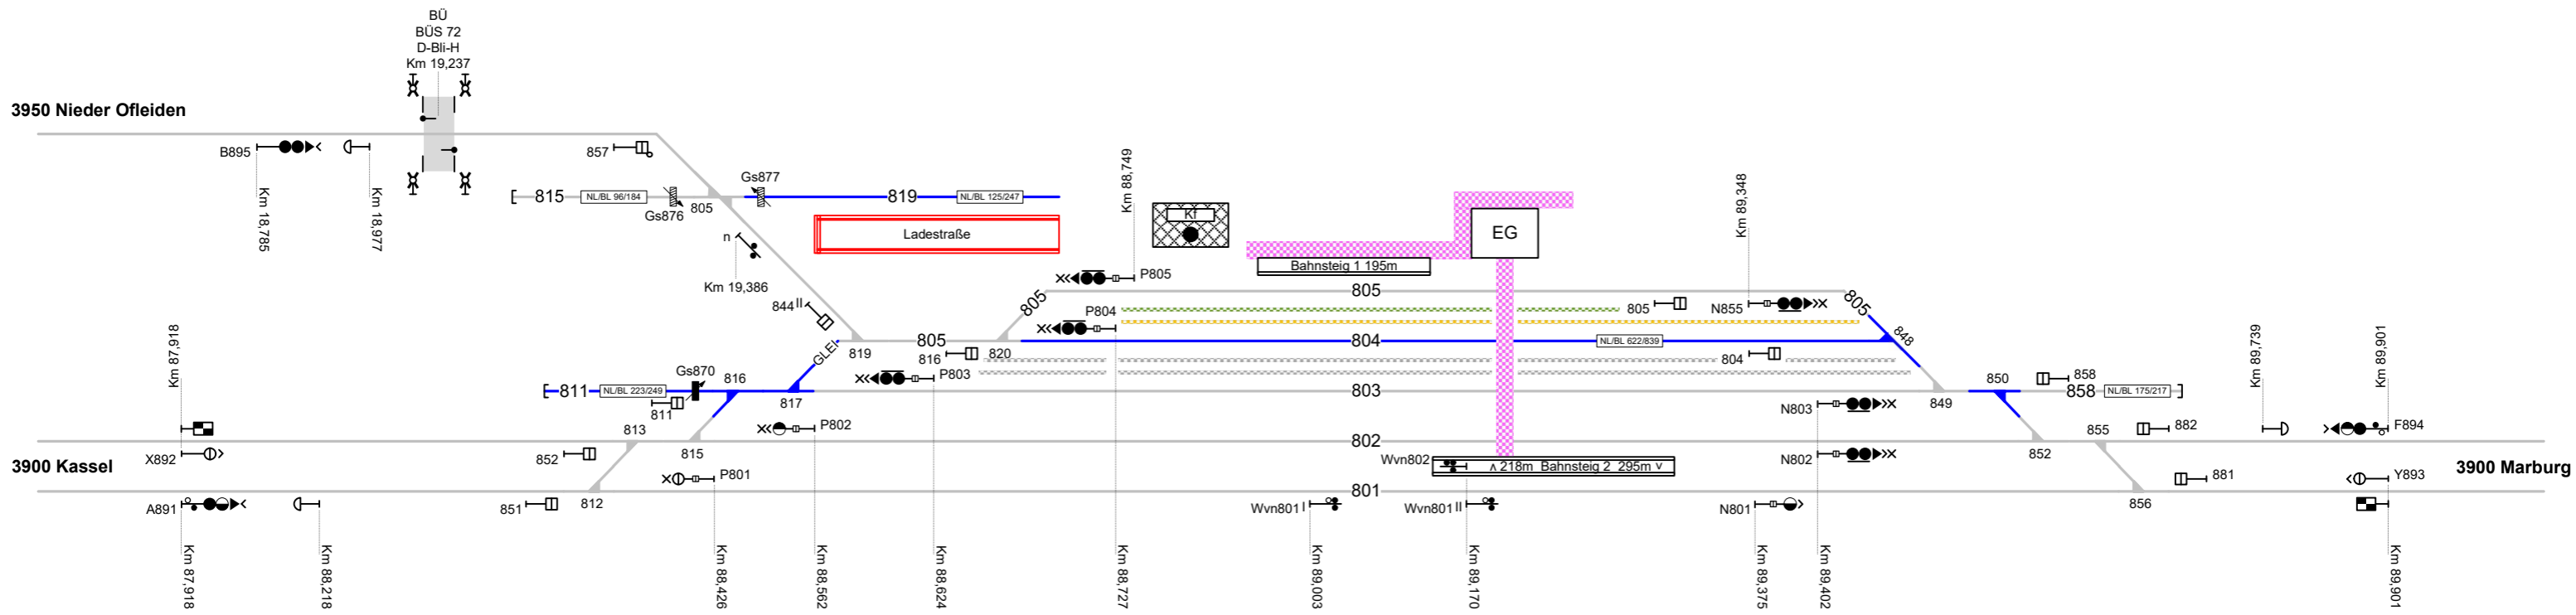 BÜ
BÜS 72
D-Bli-H
Km 19,237
3950 Nieder Ofleiden
B895
857
Km 18,785
Km 18,977
815
NL/BL 96/184
Gs876
805
Gs877
819
NL/BL 125/247
Ladestraße
n
Km 19,386
844 II
Km 88,749
Kf
EG
Bahnsteig 1 195m
P805
805
805
805
N855
Km 89,348
805
P804
GLEI
819
805
816
820
804
NL/BL 622/839
804
848
Gs870
816
811
NL/BL 223/249
811
817
P803
803
N803
849
850
858
858
NL/BL 175/217
Km 89,739
Km 89,901
Km 87,918
813
P802
802
815
855
882
F894
X892
852
3900 Kassel
Wvn802
˄ 218m Bahnsteig 2 295m ˅
N802
852
3900 Marburg
P801
801
881
Y893
A891
851
812
Wvn801 I
Wvn801 II
N801
856
Km 87,918
Km 88,218
Km 88,426
Km 88,562
Km 88,624
Km 88,727
Km 89,003
Km 89,170
Km 89,375
Km 89,402
Km 89,901